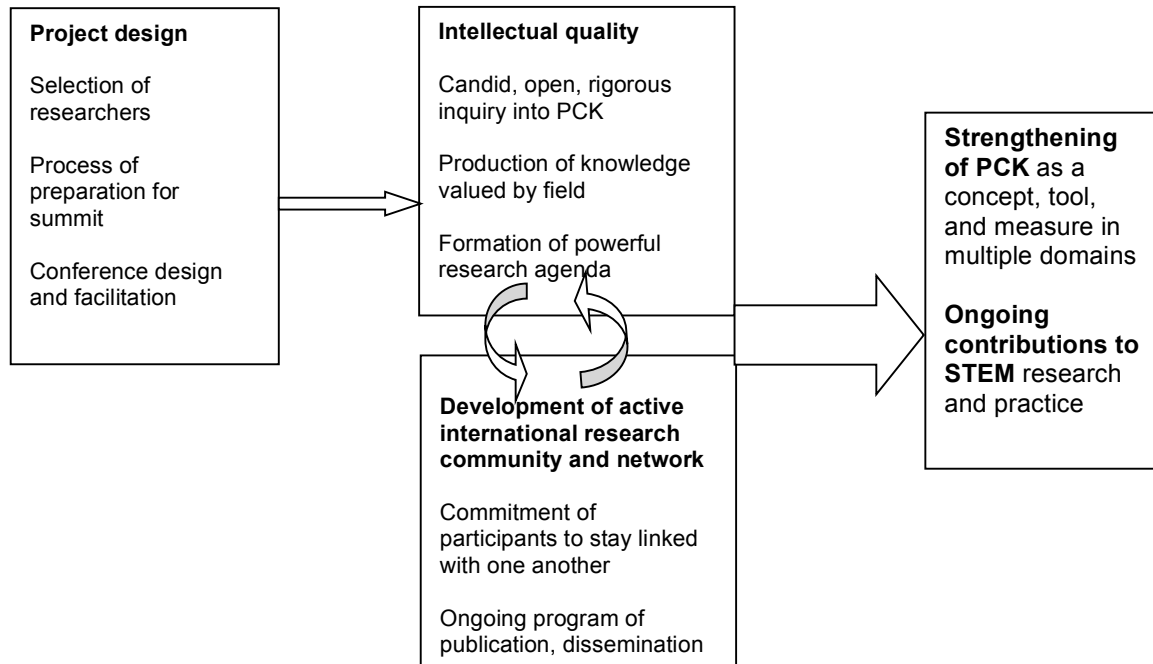 Project design
Selection of
researchers
Process of
preparation for
summit
Conference design
and facilitation
Intellectual quality
Candid, open, rigorous
inquiry into PCK
Production of knowledge
valued by field
Formation of powerful
research agenda
Development of active
international research
community and network
Commitment of
participants to stay linked
with one another
Ongoing program of
publication, dissemination
Strengthening
of PCK as a
concept, tool,
and measure in
multiple domains
Ongoing
contributions to
STEM research
and practice